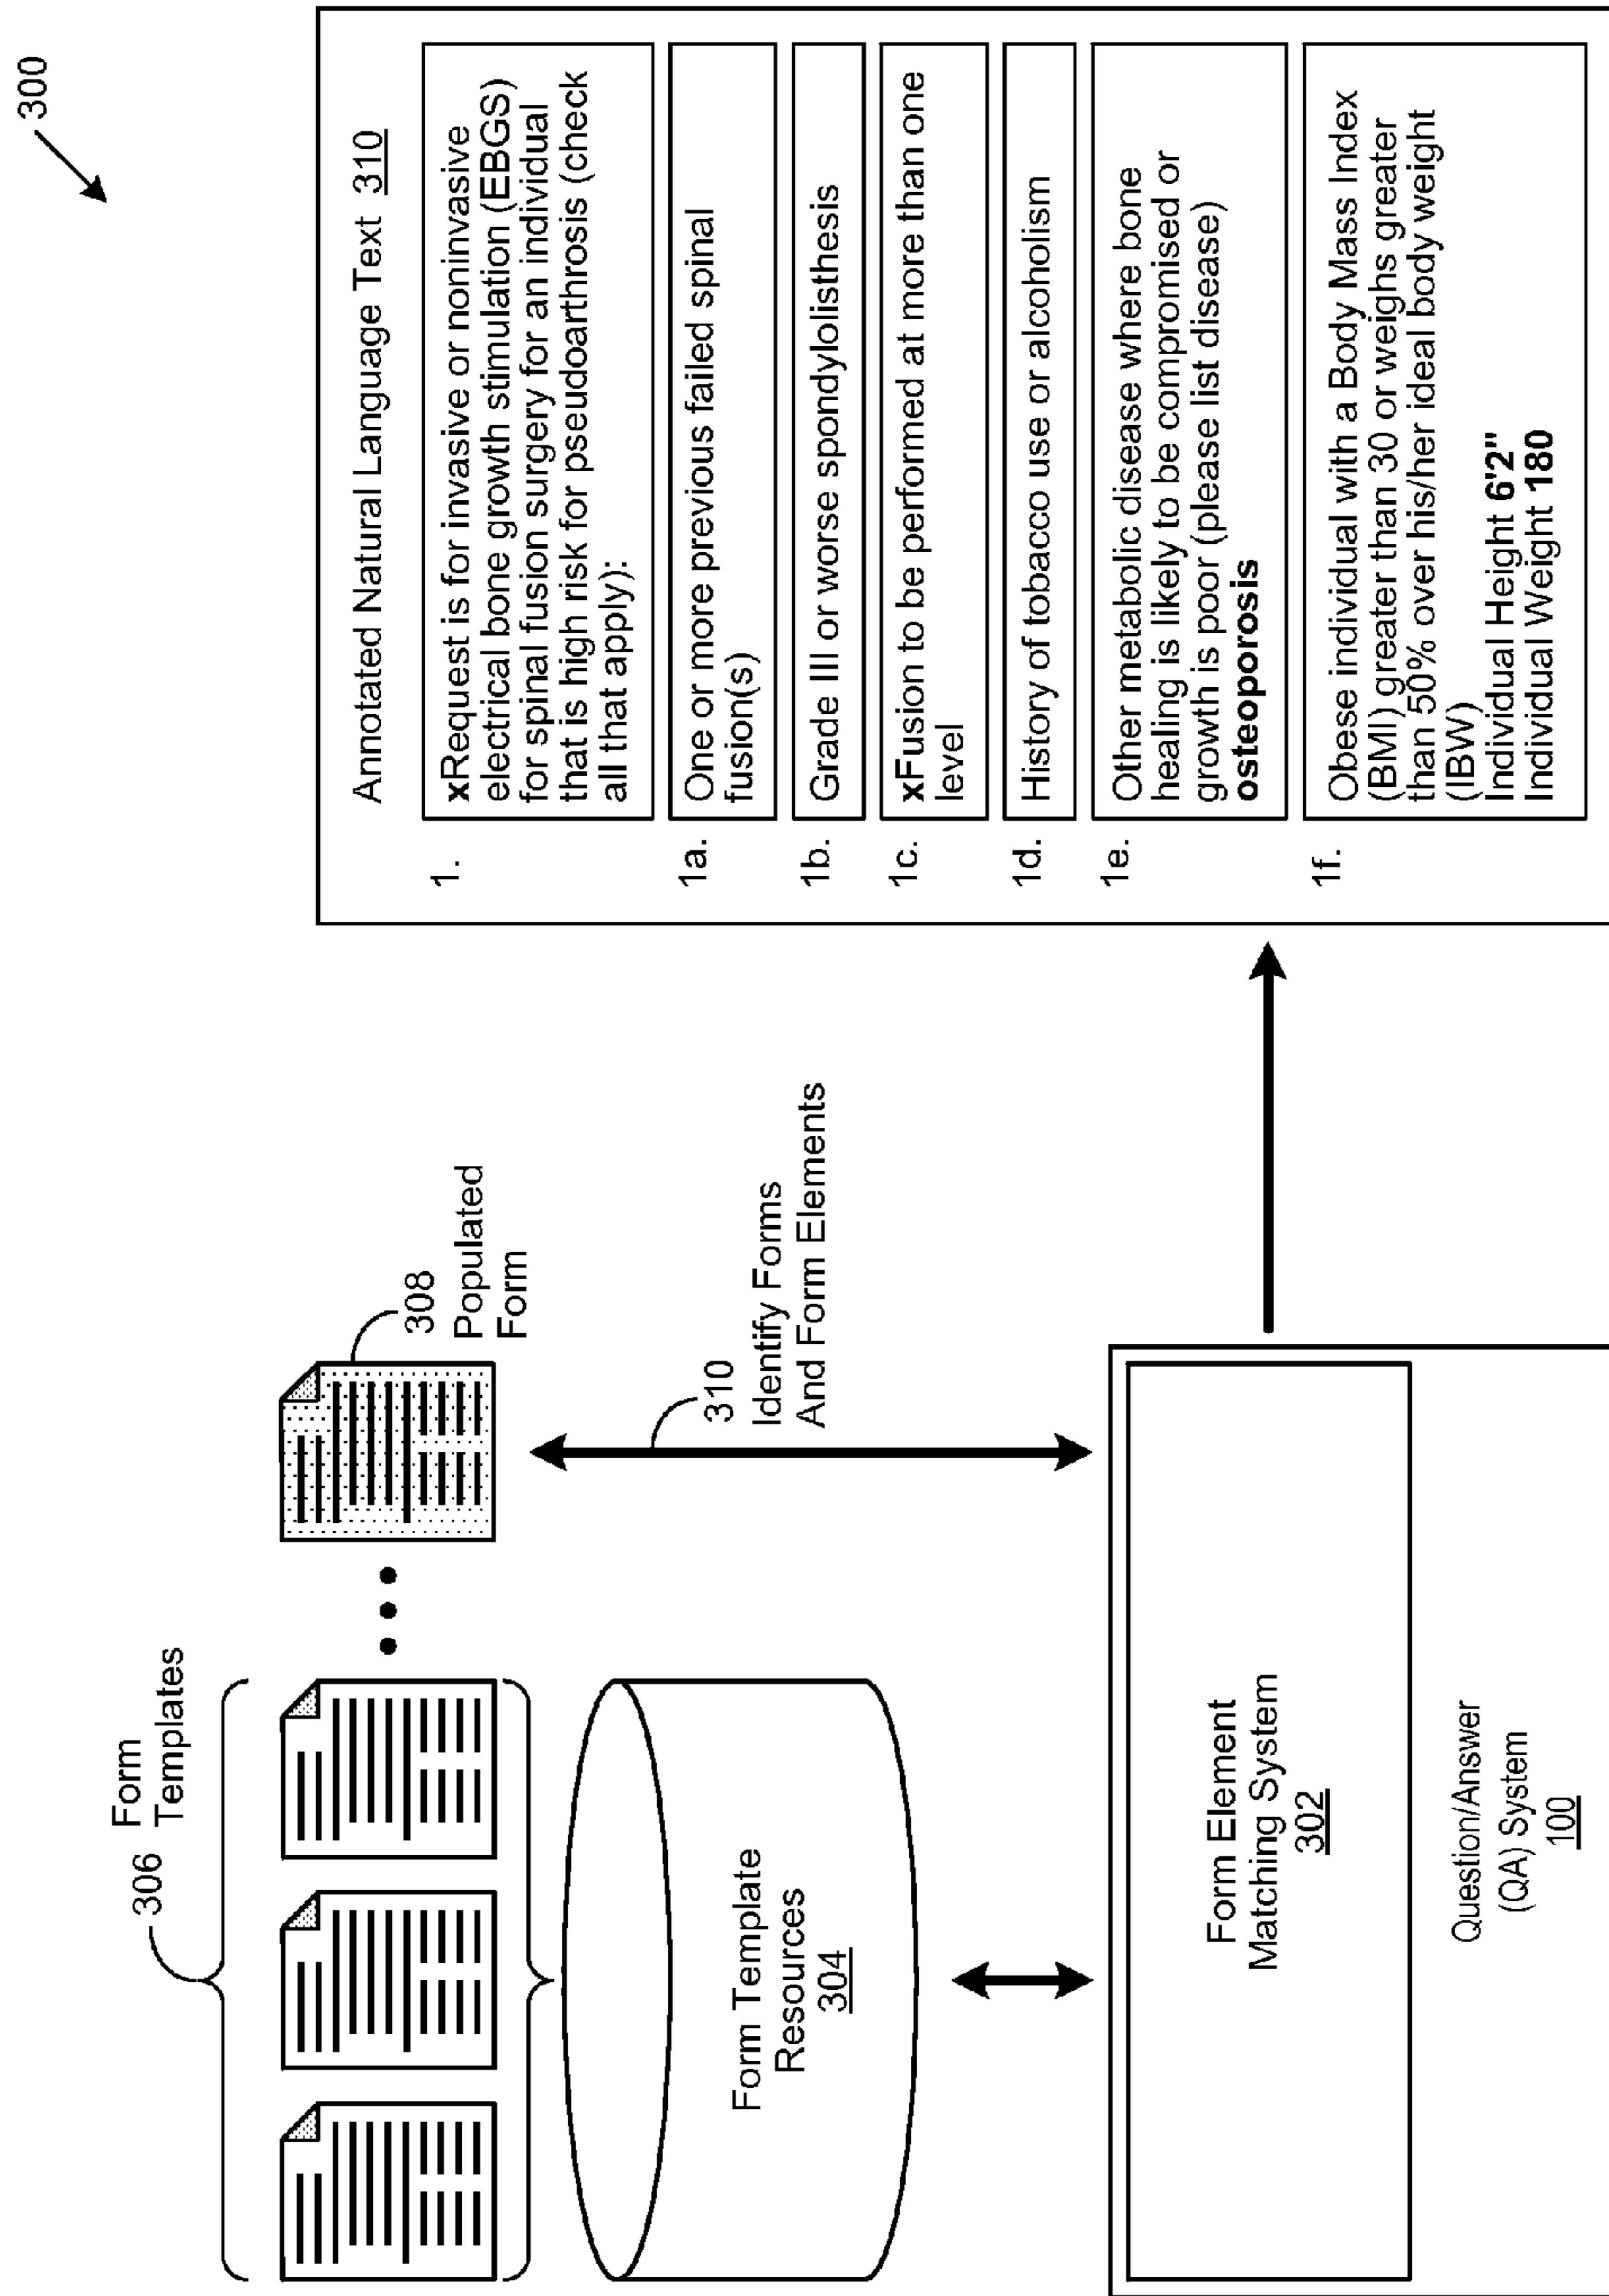 300
306
Form
Templates
308
Populated
Form
310
Identify Forms
And Form Elements
Form Template
Resources
304
Form Element
Matching System
302
Question/Answer
(QA) System
100
Annotated Natural Language Text 310
1.
xRequest is for invasive or noninvasive
electrical bone growth stimulation (EBGS)
for spinal fusion surgery for an individual
that is high risk for pseudoarthrosis (check
all that apply):
1a.
One or more previous failed spinal
fusion(s)
1b.
Grade III or worse spondylolisthesis
1c.
xFusion to be performed at more than one
level
1d.
History of tobacco use or alcoholism
1e.
Other metabolic disease where bone
healing is likely to be compromised or
growth is poor (please list disease)
osteoporosis
1f.
Obese individual with a Body Mass Index
(BMI) greater than 30 or weighs greater
than 50% over his/her ideal body weight
(IBW)
Individual Height 6'2"
Individual Weight 180